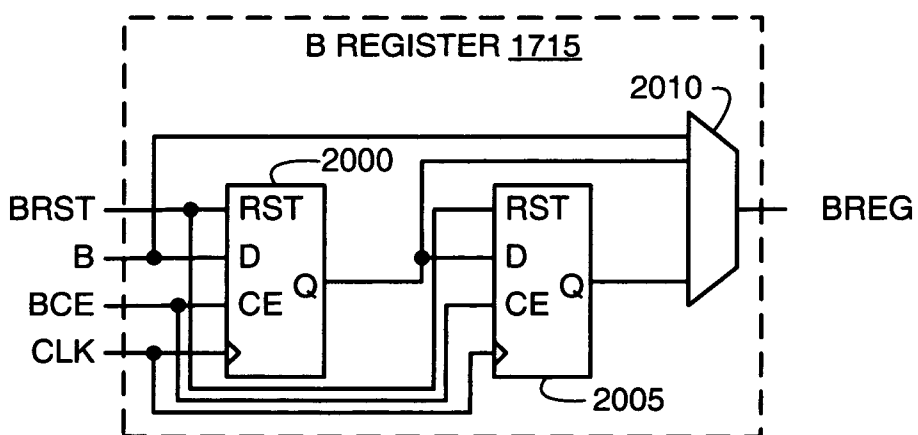 B REGISTER 1715
2010
2000
BRST
RST
RST
BREG
B
D
D
Q
Q
BCE
CE
CE
CLK
2005